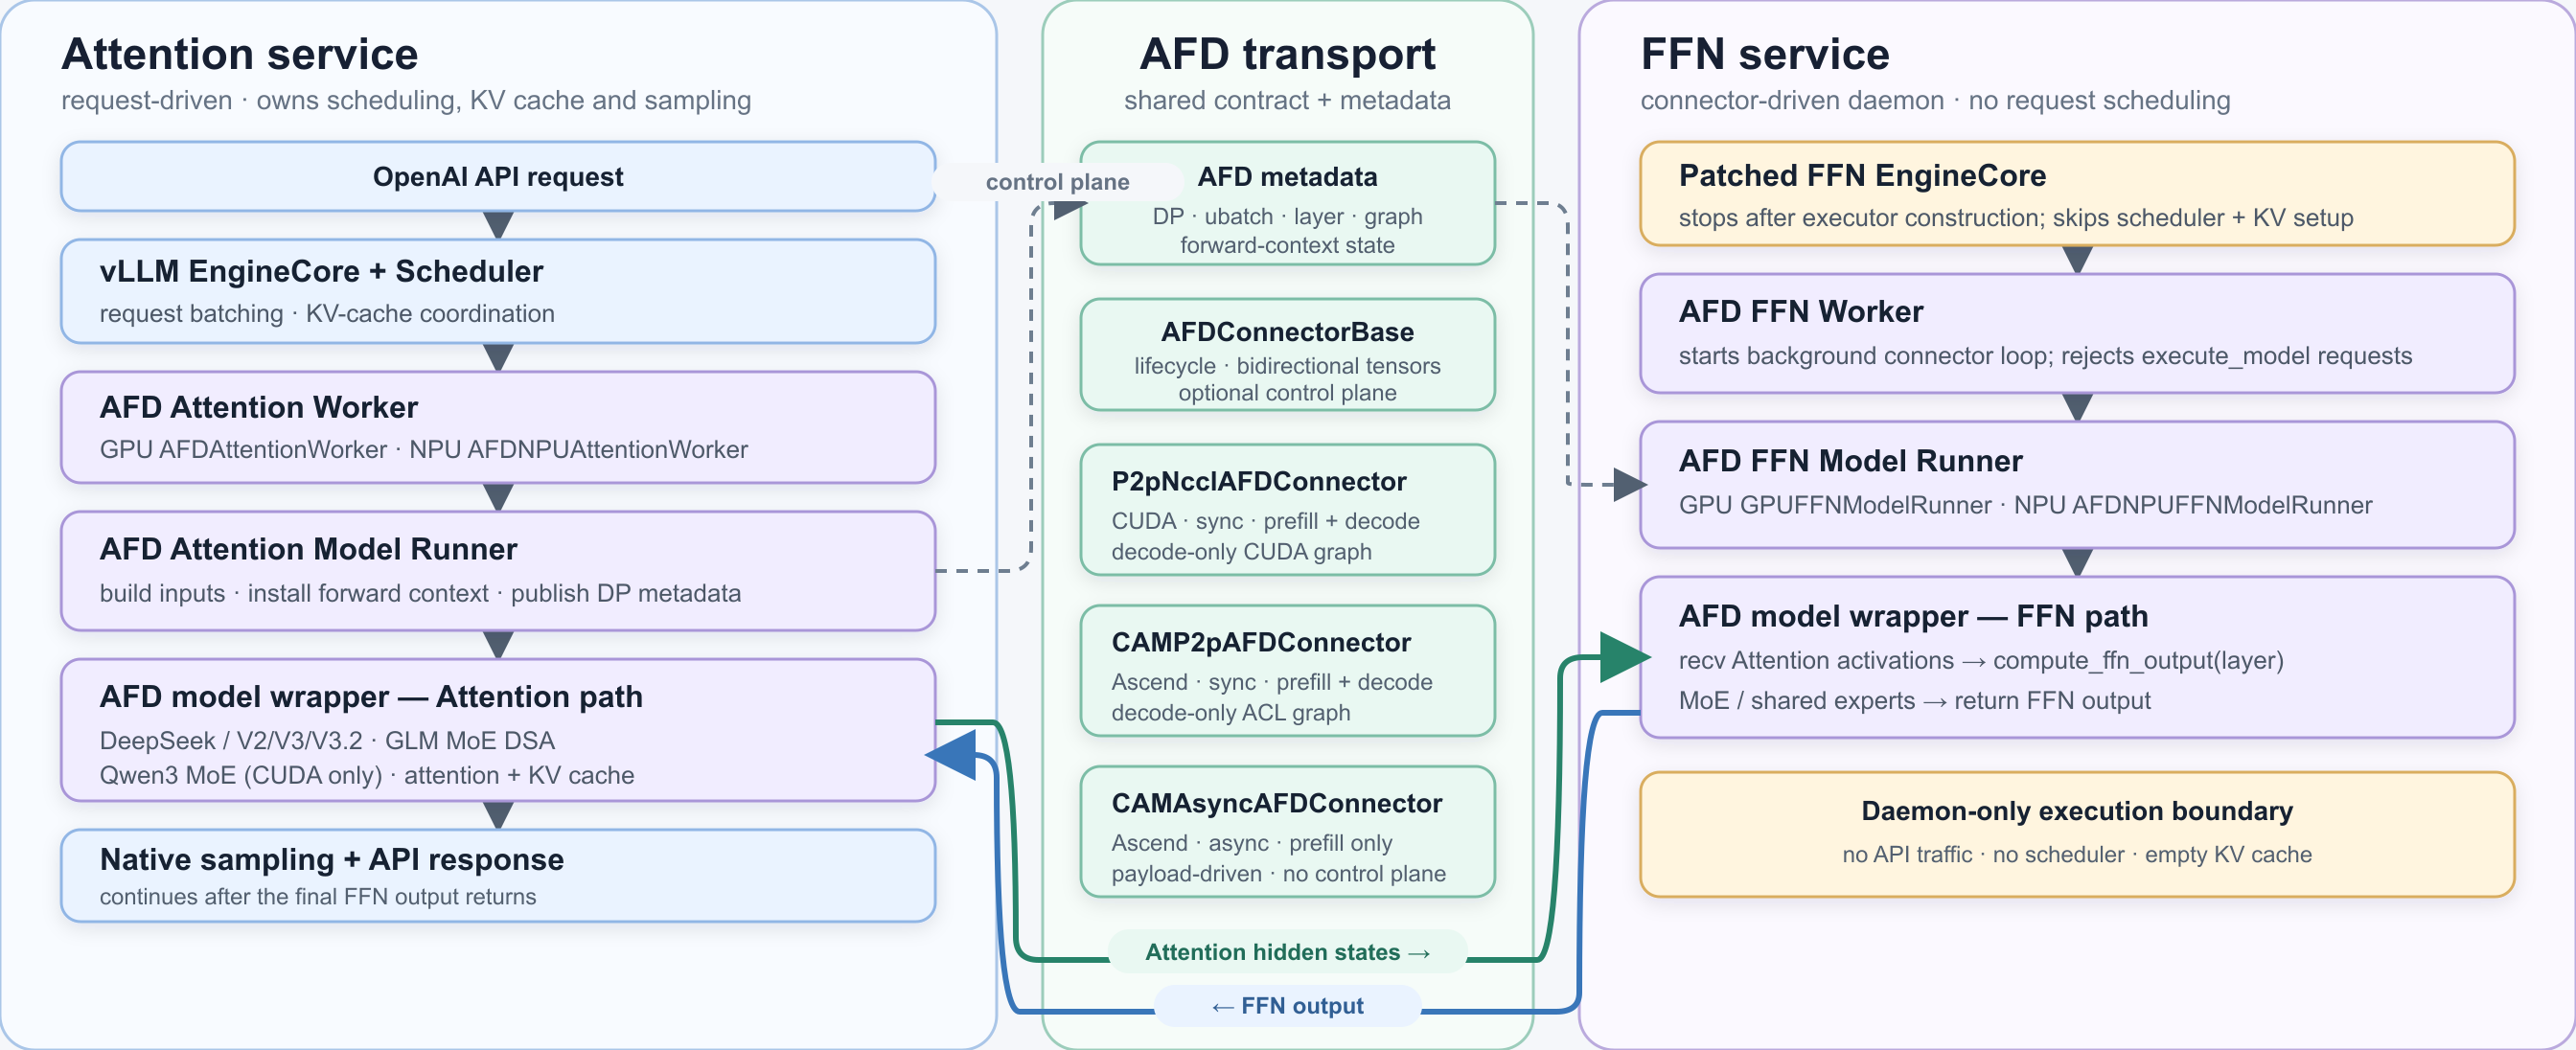 Attention service
request-driven · owns scheduling, KV cache and sampling
OpenAI API request
vLLM EngineCore + Scheduler
request batching · KV-cache coordination
AFD Attention Worker
GPU AFDAttentionWorker · NPU AFDNPUAttentionWorker
AFD Attention Model Runner
build inputs · install forward context · publish DP metadata
AFD model wrapper — Attention path
DeepSeek / V2/V3/V3.2 · GLM MoE DSA
Qwen3 MoE (CUDA only) · attention + KV cache
Native sampling + API response
continues after the final FFN output returns
control plane
AFD transport
shared contract + metadata
AFD metadata
DP · ubatch · layer · graph
forward-context state
AFDConnectorBase
lifecycle · bidirectional tensors
optional control plane
P2pNcclAFDConnector
CUDA · sync · prefill + decode
decode-only CUDA graph
CAMP2pAFDConnector
Ascend · sync · prefill + decode
decode-only ACL graph
CAMAsyncAFDConnector
Ascend · async · prefill only
payload-driven · no control plane
Attention hidden states →
← FFN output
FFN service
connector-driven daemon · no request scheduling
Patched FFN EngineCore
stops after executor construction; skips scheduler + KV setup
AFD FFN Worker
starts background connector loop; rejects execute_model requests
AFD FFN Model Runner
GPU GPUFFNModelRunner · NPU AFDNPUFFNModelRunner
AFD model wrapper — FFN path
recv Attention activations → compute_ffn_output(layer)
MoE / shared experts → return FFN output
Daemon-only execution boundary
no API traffic · no scheduler · empty KV cache